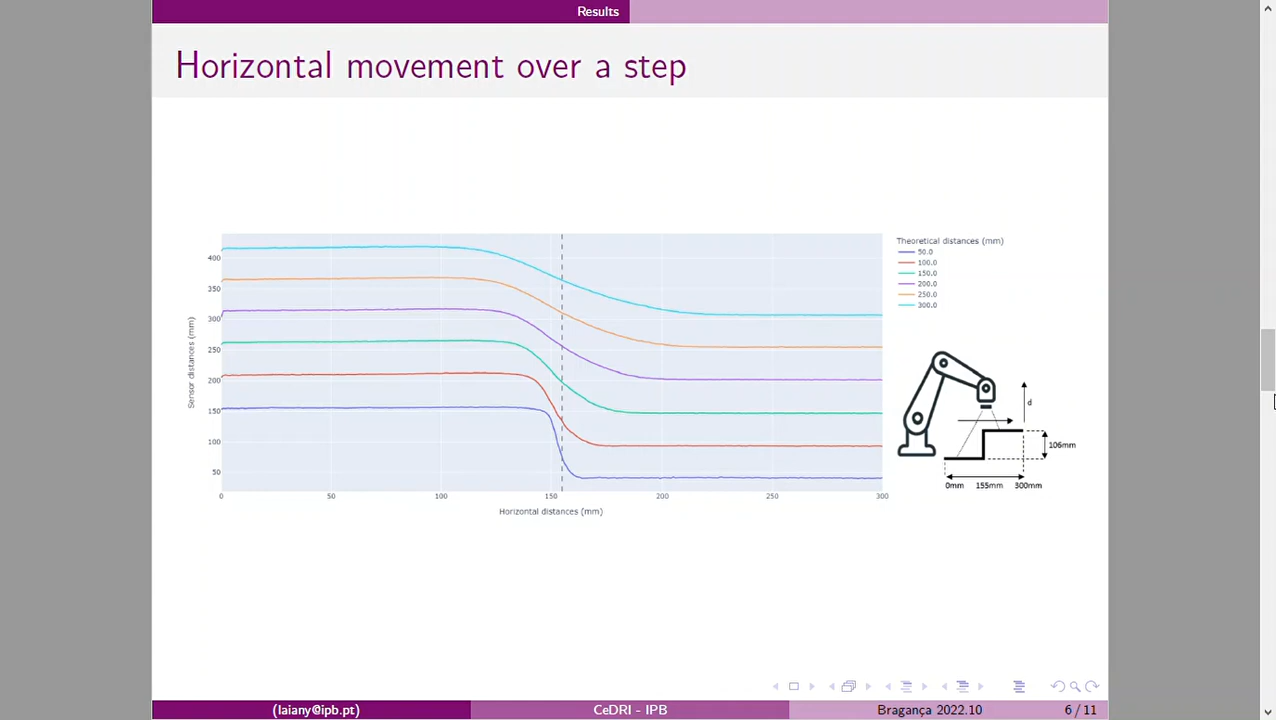 Results
Horizontal movement over a step
Theoretical distances (mm)
50.0
100.0
150.0
200.0
250.0
300.0
Sensor distances (mm)
400
350
300
250
200
150
100
50
0 50 100 150 200 250 300
Horizontal distances (mm)
d
106mm
0mm 155mm 300mm
(laiany@ipb.pt) CeDRI - IPB Bragança 2022.10 6 / 11